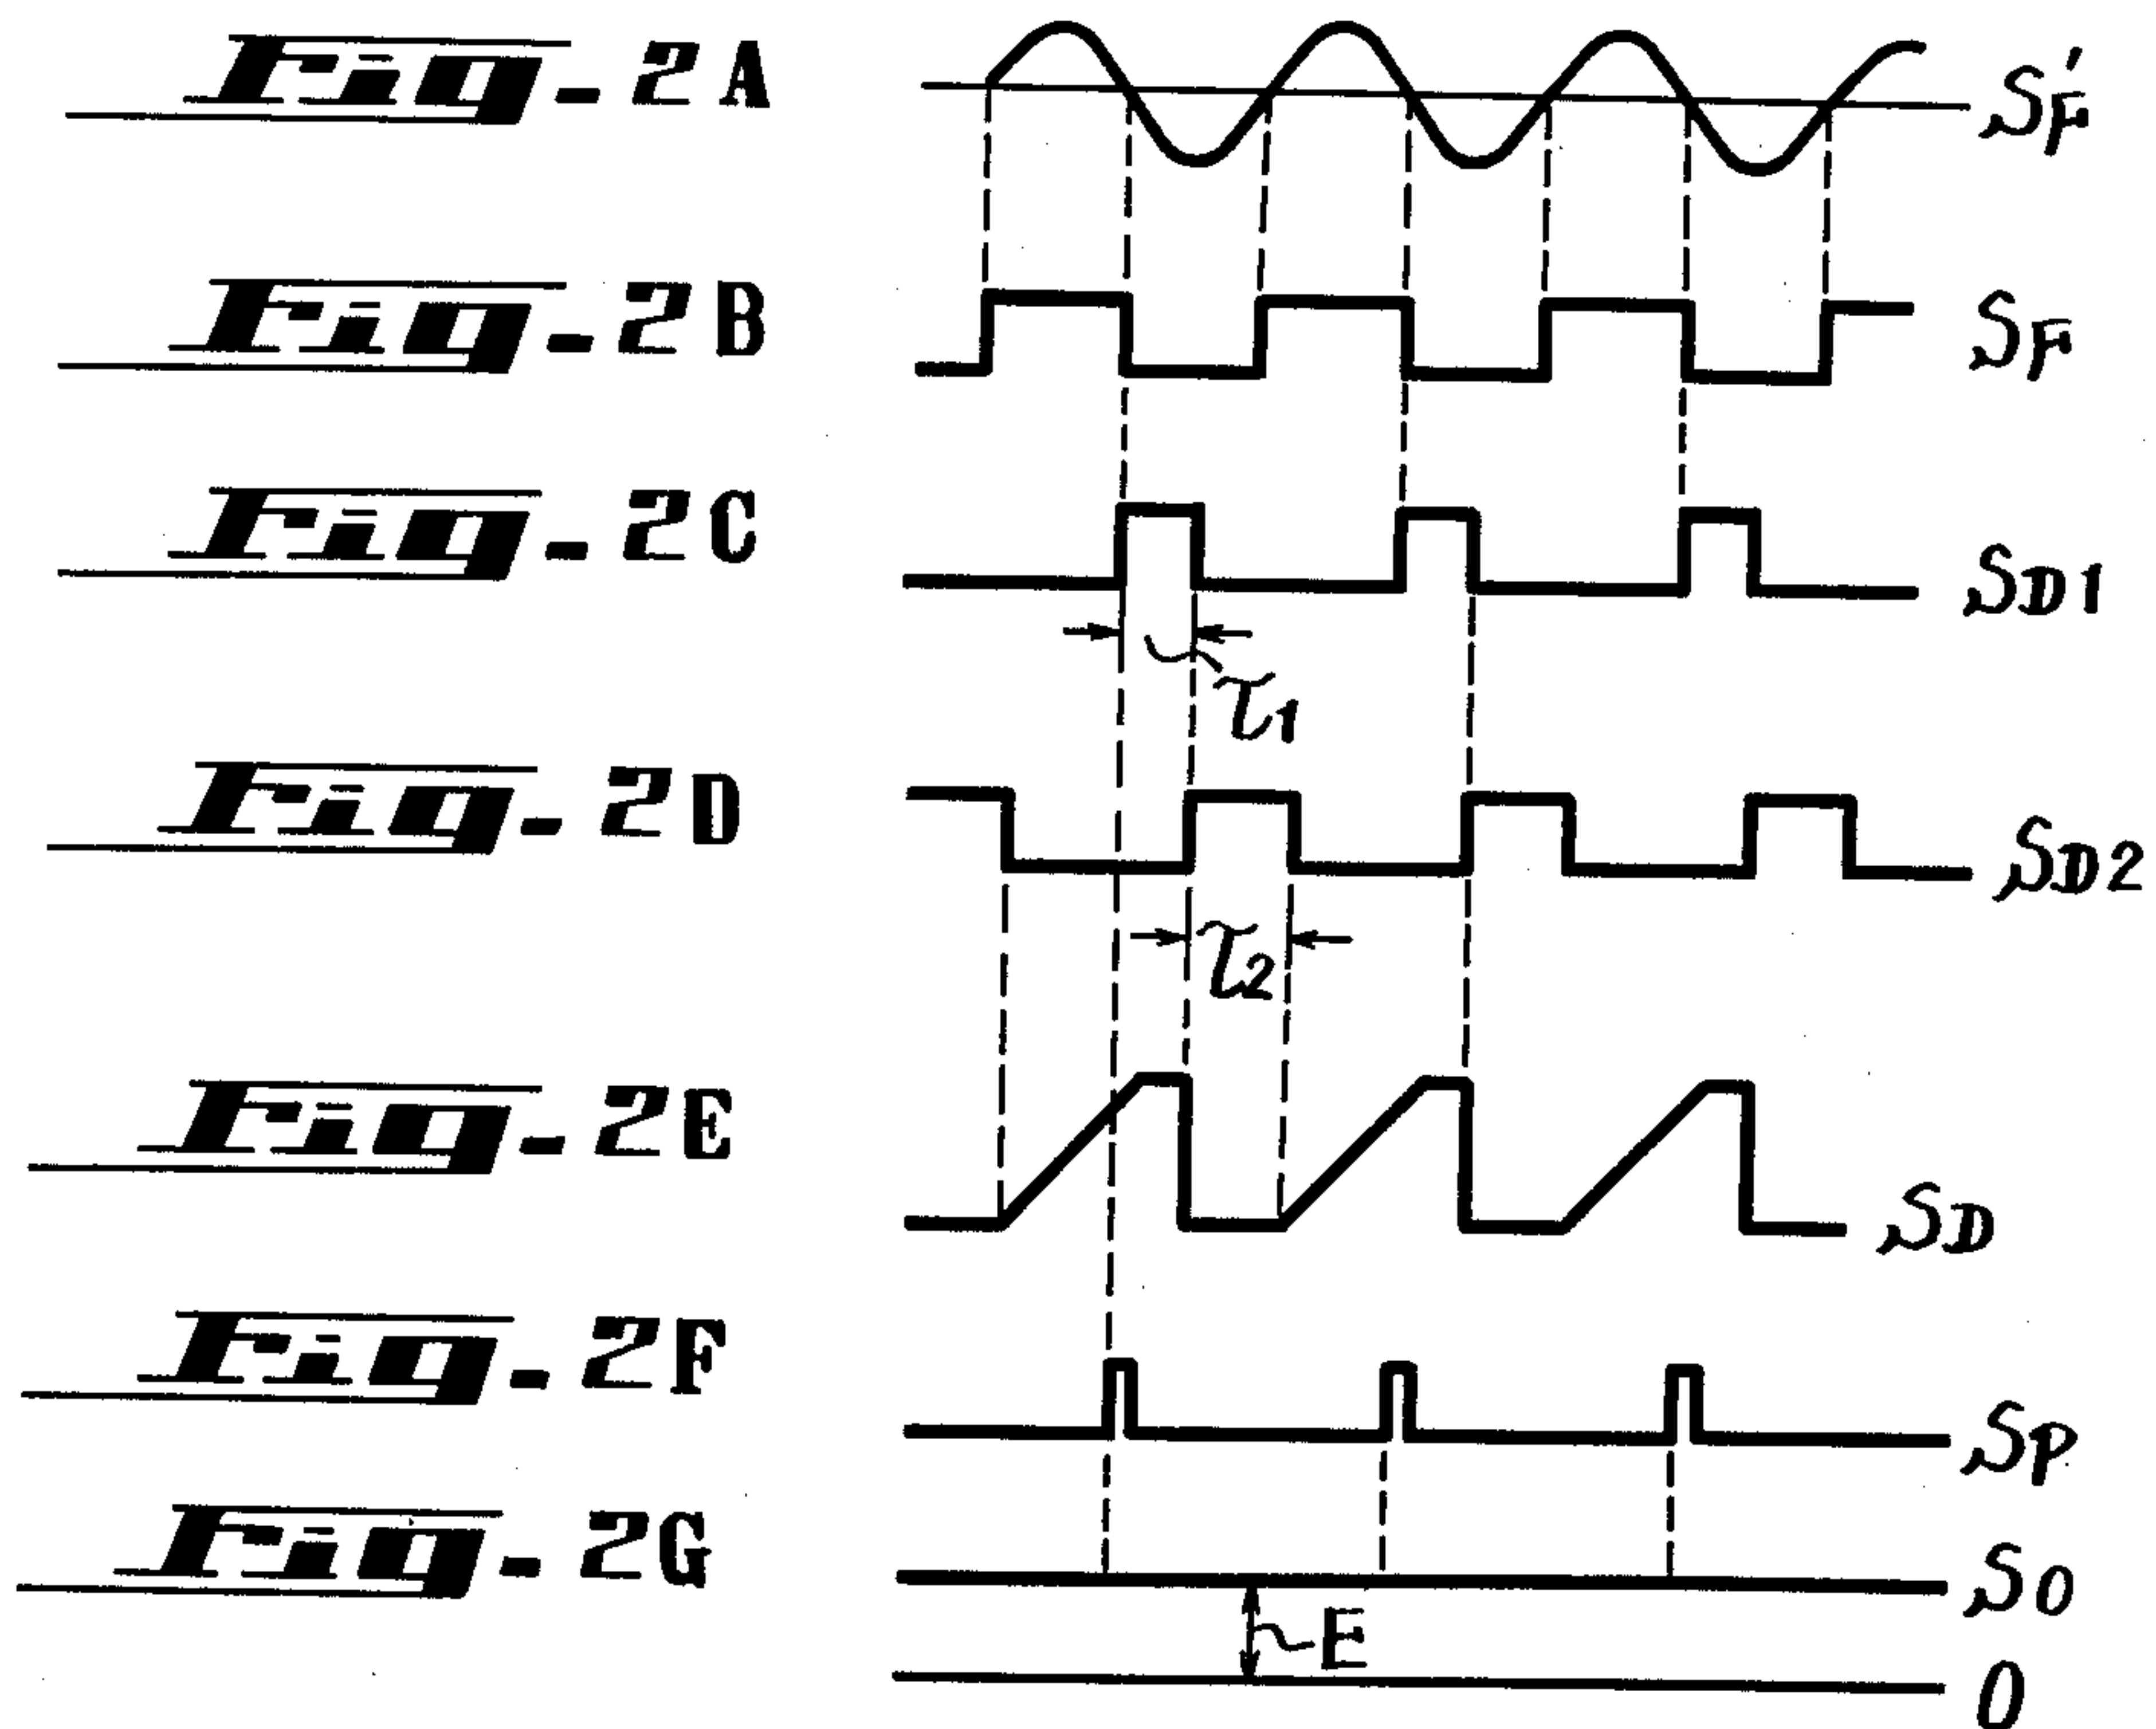 Fig-2A
S'F
Fig-2B
SF
Fig-2C
SD1
τ1
Fig-2D
SD2
τ2
Fig-2E
SD
Fig-2F
SP
Fig-2G
SO
E
O